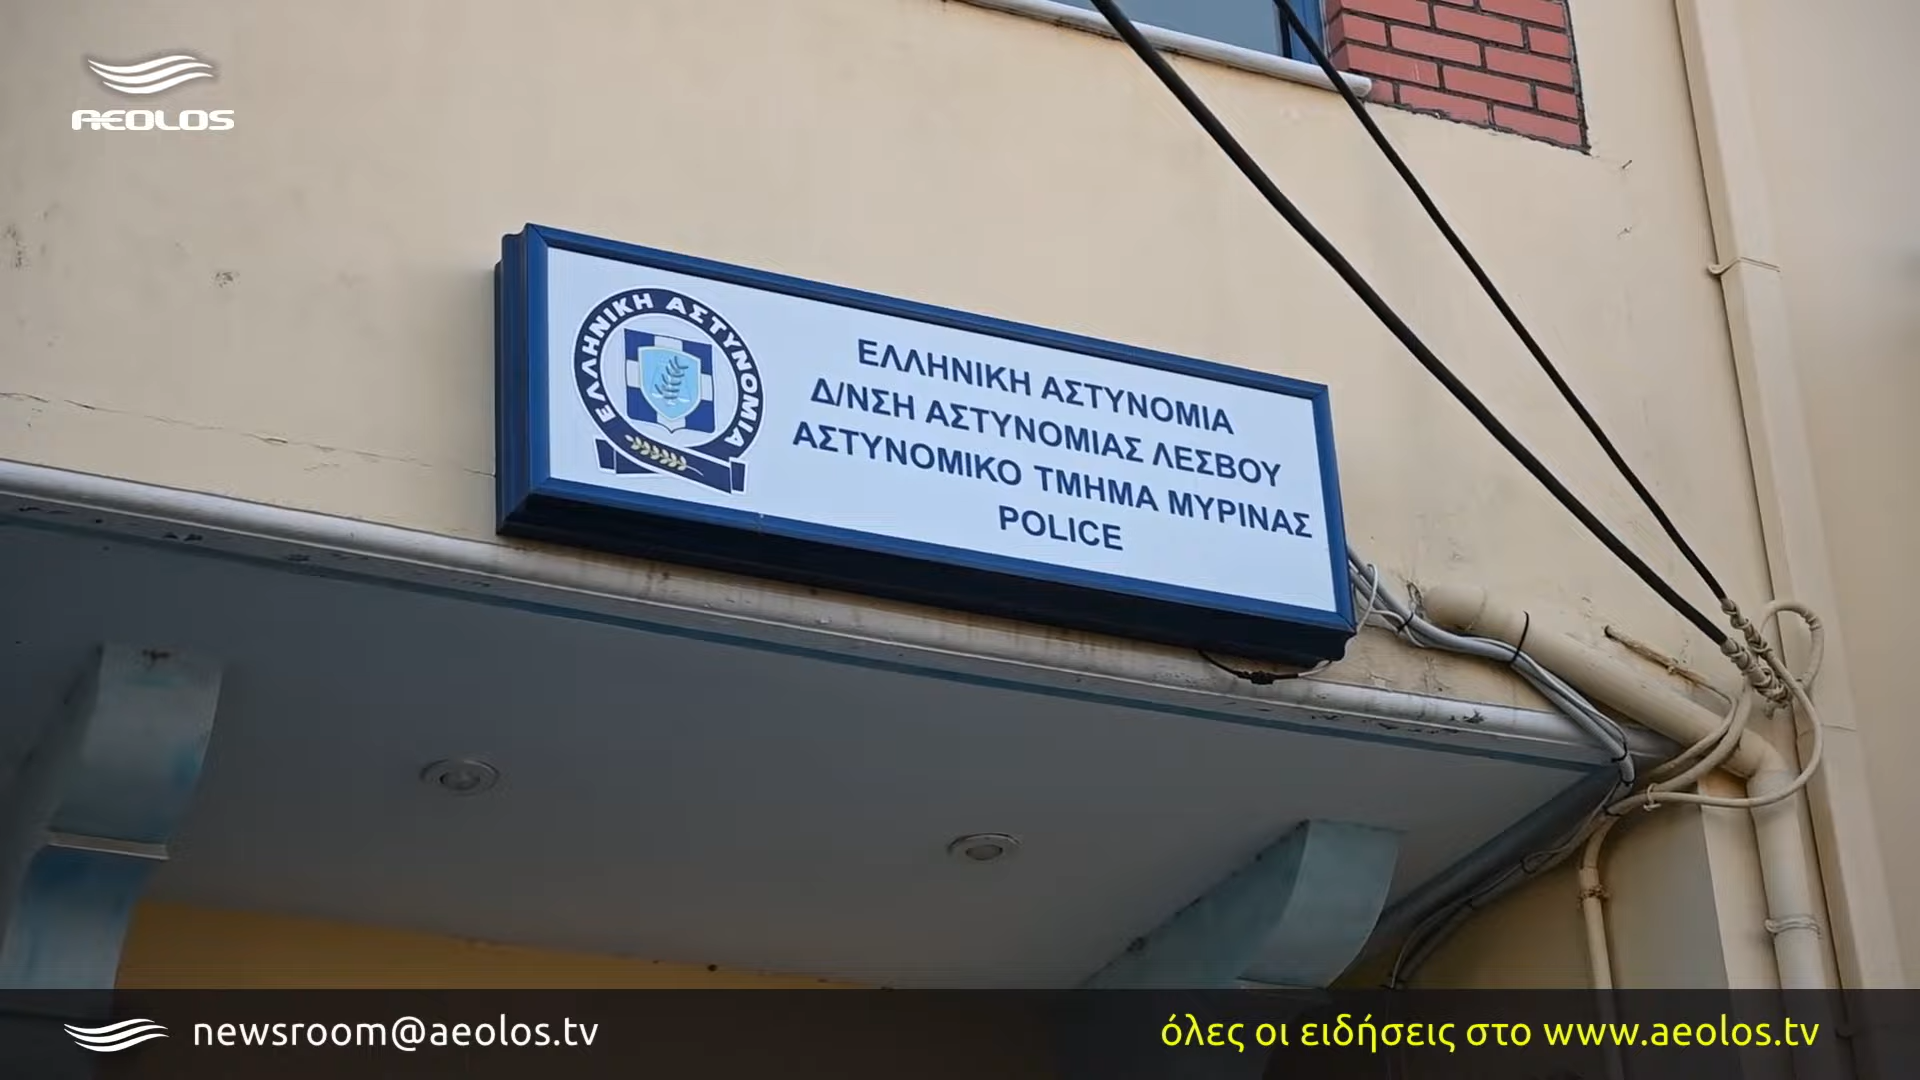 AEOLOS
ΕΛΛΗΝΙΚΗ ΑΣΤΥΝΟΜΙΑ
ΕΛΛΗΝΙΚΗ ΑΣΤΥΝΟΜΙΑ
Δ/ΝΣΗ ΑΣΤΥΝΟΜΙΑΣ ΛΕΣΒΟΥ
ΑΣΤΥΝΟΜΙΚΟ ΤΜΗΜΑ ΜΥΡΙΝΑΣ
POLICE
newsroom@aeolos.tv
όλες οι ειδήσεις στο www.aeolos.tv